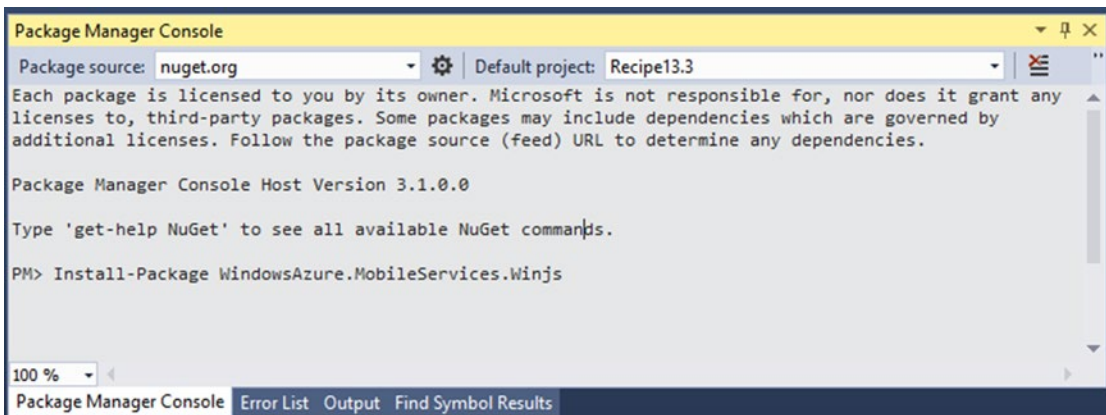 Package Manager Console
Package source: nuget.org Default project: Recipe13.3
Each package is licensed to you by its owner. Microsoft is not responsible for, nor does it grant any
licenses to, third-party packages. Some packages may include dependencies which are governed by
additional licenses. Follow the package source (feed) URL to determine any dependencies.
Package Manager Console Host Version 3.1.0.0
Type 'get-help NuGet' to see all available NuGet commands.
PM> Install-Package WindowsAzure.MobileServices.Winjs
100 %
Package Manager Console Error List Output Find Symbol Results